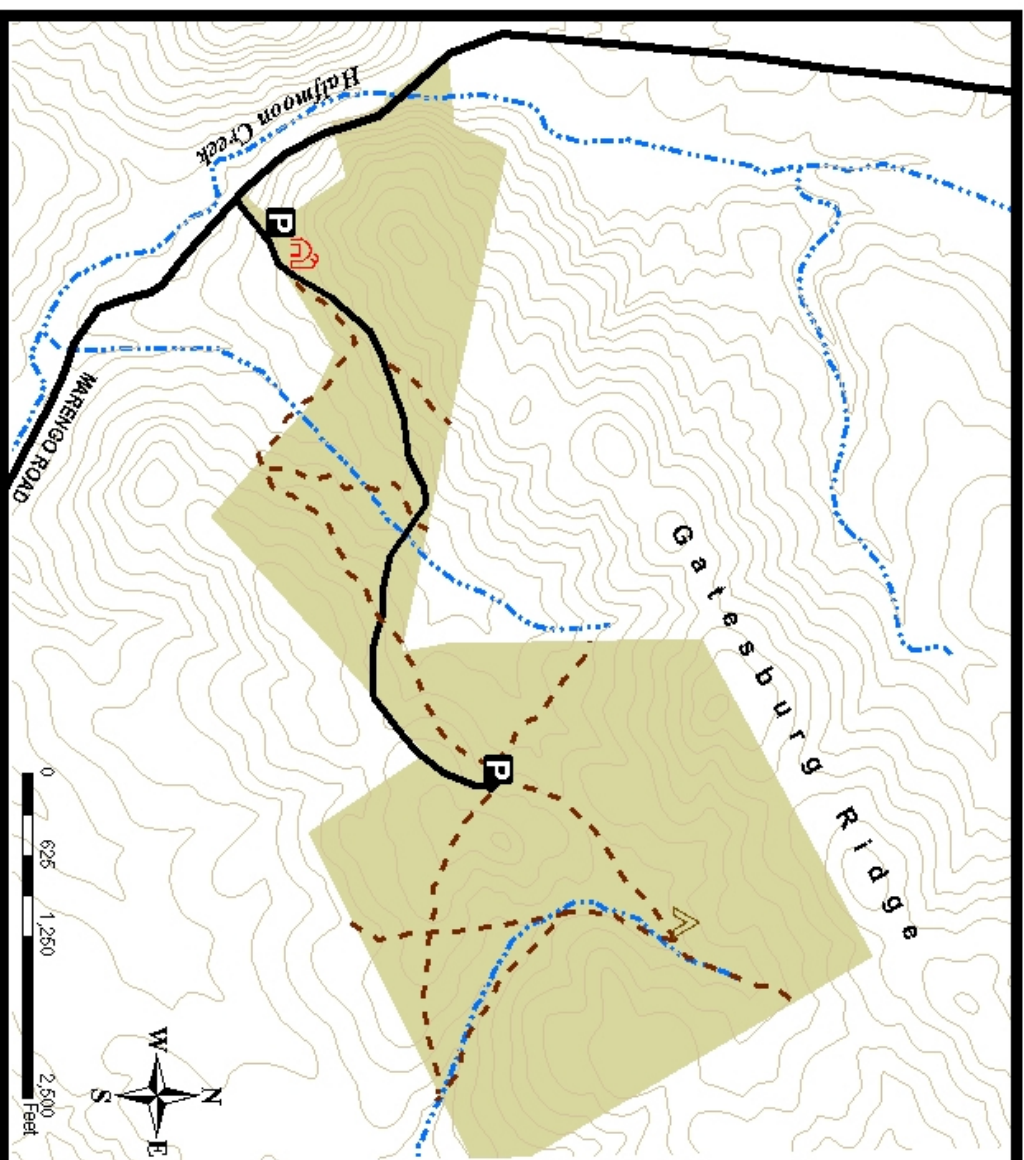 Halfmoon Creek
P
MARENGO ROAD
Gatesburg Ridge
P
0 625 1,250 2,500
Feet
N
W E
S